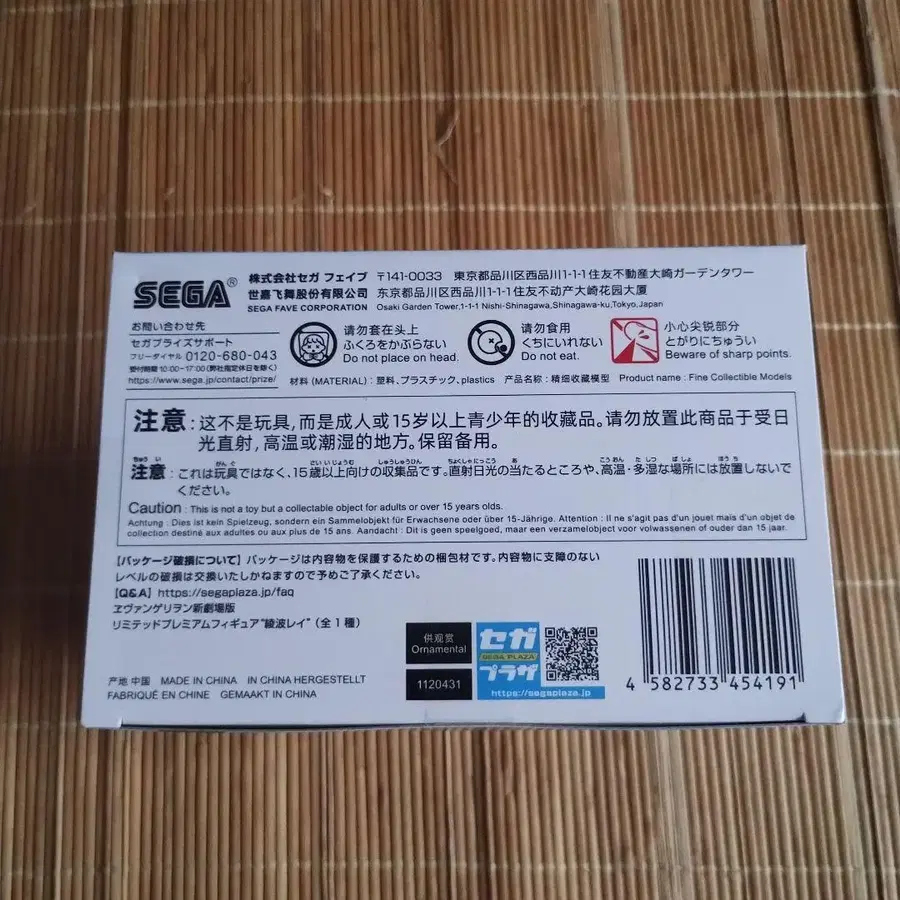 SEGA®
株式会社セガ フェイブ 〒141-0033 東京都品川区西品川1-1-1住友不動産大崎ガーデンタワー
世嘉飞舞股份有限公司 东京都品川区西品川1-1-1住友不动产大崎花园大厦
SEGA FAVE CORPORATION Osaki Garden Tower,1-1-1 Nishi-Shinagawa,Shinagawa-ku,Tokyo,Japan
お問い合わせ先
セガプライズサポート
フリーダイヤル 0120-680-043
受付時間 10:00-17:00(弊社指定休日を除く)
https://www.sega.jp/contact/prize/
请勿套在头上
ふくろをかぶらない
Do not place on head.
请勿食用
くちにいれない
Do not eat.
小心尖锐部分
とがりにちゅうい
Beware of sharp points.
材料 (MATERIAL) : 塑料、プラスチック、plastics 产品名称 : 精细收藏模型 Product name : Fine Collectible Models
注意 : 这不是玩具,而是成人或15岁以上青少年的收藏品。请勿放置此商品于受日
光直射,高温或潮湿的地方。保留备用。
注意 : これは玩具ではなく、15歳以上向けの収集品です。直射日光の当たるところや、高温・多湿な場所には放置しないで
ください。
Caution : This is not a toy but a collectable object for adults or over 15 years old.
Achtung : Dies ist kein Spielzeug, sondern ein Sammelobjekt für Erwachsene oder über 15-Jährige. Attention : Il ne s'agit pas d'un jouet mais d'un objet de
collection destiné aux adultes ou aux plus de 15 ans. Aandacht : Dit is geen speelgoed, maar een verzamelobject voor volwassenen of ouder dan 15 jaar.
【パッケージ破損について】パッケージは内容物を保護するための梱包材です。内容物に支障のない
レベルの破損は交換いたしかねますので予めご了承ください。
【Q&A】https://segaplaza.jp/faq
ヱヴァンゲリヲン新劇場版
リミテッドプレミアムフィギュア“綾波レイ”(全1種)
产地 中国 MADE IN CHINA IN CHINA HERGESTELLT
FABRIQUÉ EN CHINE GEMAAKT IN CHINA
供观赏
Ornamental
1120431
セガ
SEGA PLAZA
プラザ
https://segaplaza.jp
4 582733 454191